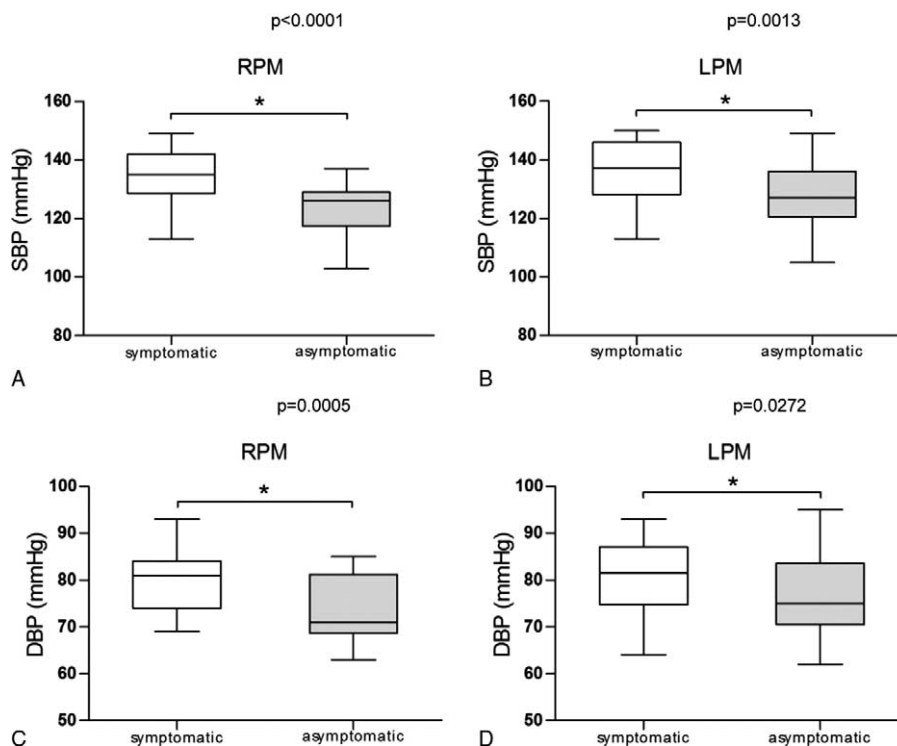 p<0.0001
RPM
*
SBP (mmHg)
160
140
120
100
80
symptomatic
asymptomatic
A
p=0.0013
LPM
*
SBP (mmHg)
160
140
120
100
80
symptomatic
asymptomatic
B
p=0.0005
RPM
*
DBP (mmHg)
100
90
80
70
60
50
symptomatic
asymptomatic
C
p=0.0272
LPM
*
DBP (mmHg)
100
90
80
70
60
50
symptomatic
asymptomatic
D